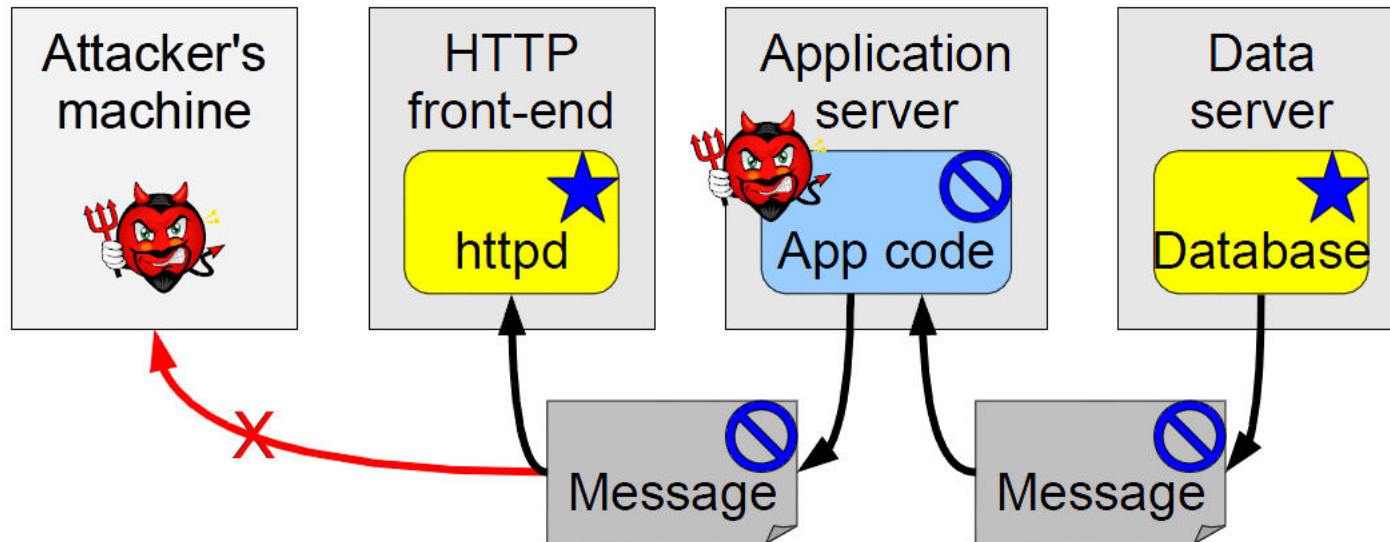 Attacker's
machine
HTTP
front-end
httpd
Application
server
App code
Data
server
Database
X
Message
Message